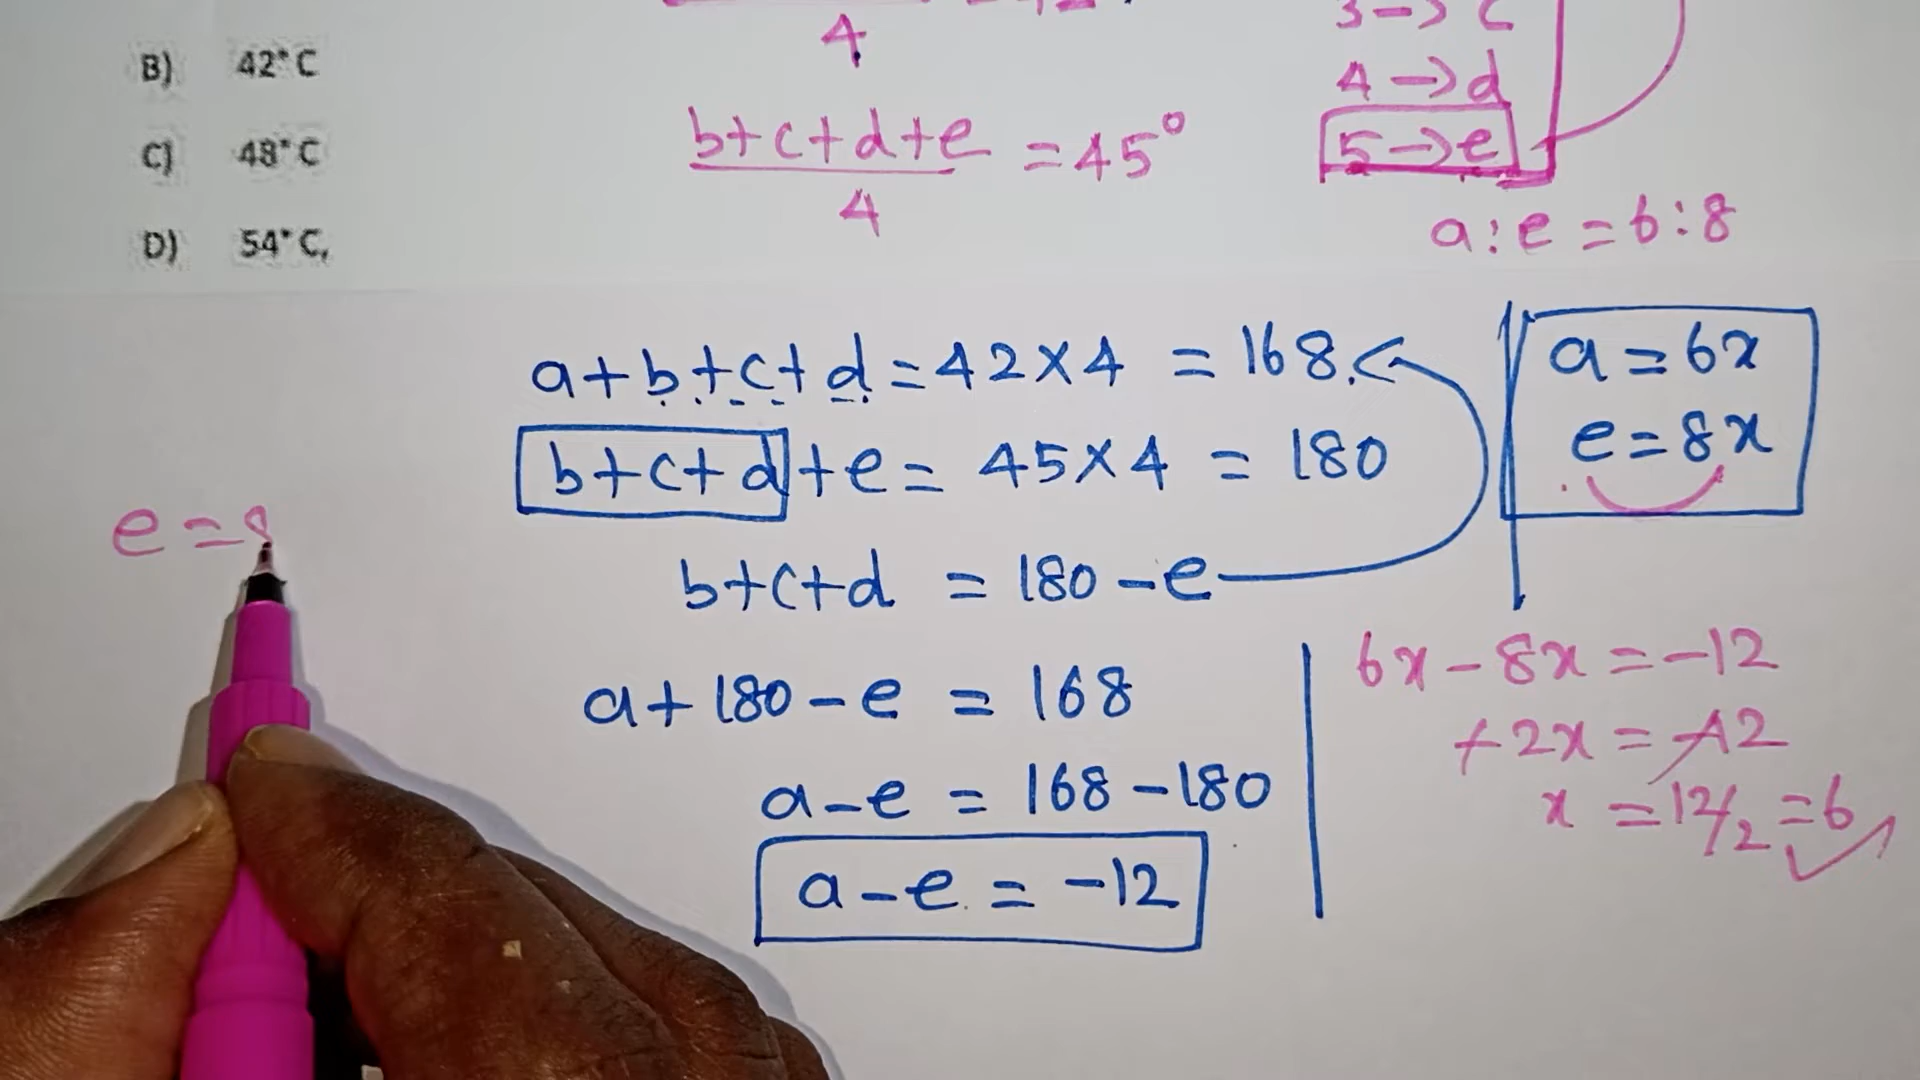 B) 42°C
C) 48°C
D) 54°C,
4
b+c+d+e = 45°
4
3 -> c
4 -> d
5 -> e
a:e = 6:8
a+b+c+d = 42×4 = 168.
b+c+d+e = 45×4 = 180
b+c+d = 180 - e
a+180-e = 168
a-e = 168-180
a-e = -12
a = 6x
e = 8x
6x - 8x = -12
+2x = -12
x = 12/2 = 6
e = 8